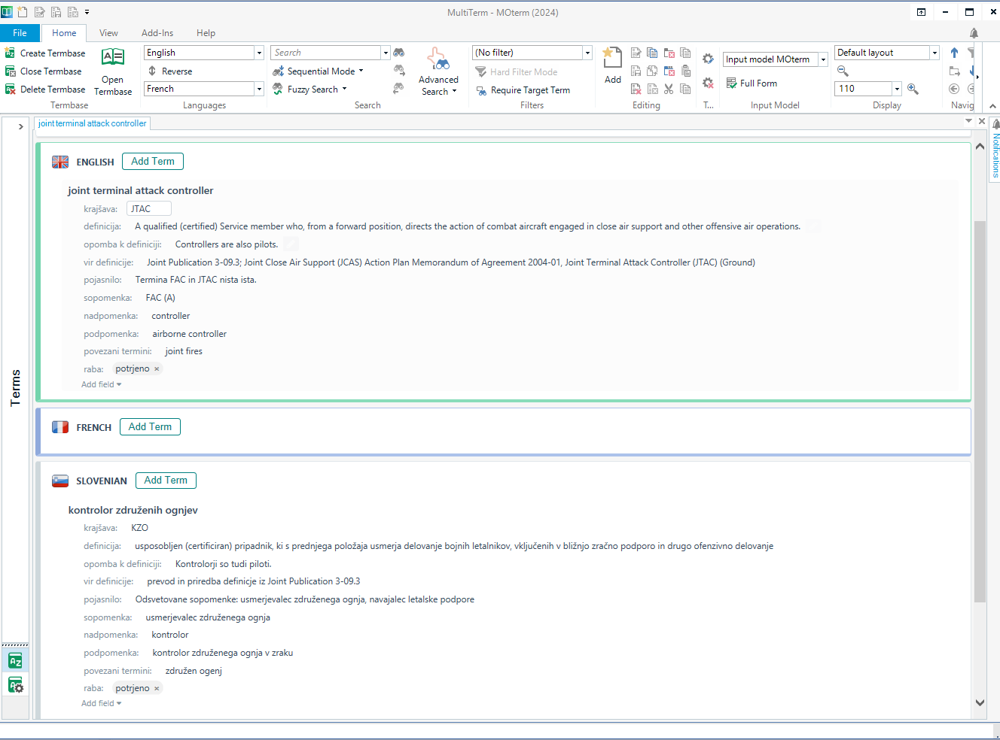 MultiTerm - MOterm (2024)
File Home View Add-Ins Help
Create Termbase
Close Termbase
Delete Termbase
Open Termbase
Termbase
English
Reverse
French
Languages
Search
Sequential Mode
Fuzzy Search
Advanced Search
Search
(No filter)
Hard Filter Mode
Require Target Term
Filters
Add
Editing
T...
Input model MOterm
Full Form
Input Model
Default layout
110
Display
Navig
joint terminal attack controller
Notifications
Terms
ENGLISH Add Term
joint terminal attack controller
krajšava: JTAC
definicija: A qualified (certified) Service member who, from a forward position, directs the action of combat aircraft engaged in close air support and other offensive air operations.
opomba k definiciji: Controllers are also pilots.
vir definicije: Joint Publication 3-09.3; Joint Close Air Support (JCAS) Action Plan Memorandum of Agreement 2004-01, Joint Terminal Attack Controller (JTAC) (Ground)
pojasnilo: Termina FAC in JTAC nista ista.
sopomenka: FAC (A)
nadpomenka: controller
podpomenka: airborne controller
povezani termini: joint fires
raba: potrjeno ×
Add field
FRENCH Add Term
SLOVENIAN Add Term
kontrolor združenih ognjev
krajšava: KZO
definicija: usposobljen (certificiran) pripadnik, ki s prednjega položaja usmerja delovanje bojnih letalnikov, vključenih v bližnjo zračno podporo in drugo ofenzivno delovanje
opomba k definiciji: Kontrolorji so tudi piloti.
vir definicije: prevod in priredba definicije iz Joint Publication 3-09.3
pojasnilo: Odsvetovane sopomenke: usmerjevalec združenega ognja, navajalec letalske podpore
sopomenka: usmerjevalec združenega ognja
nadpomenka: kontrolor
podpomenka: kontrolor združenega ognja v zraku
povezani termini: združen ogenj
raba: potrjeno ×
Add field